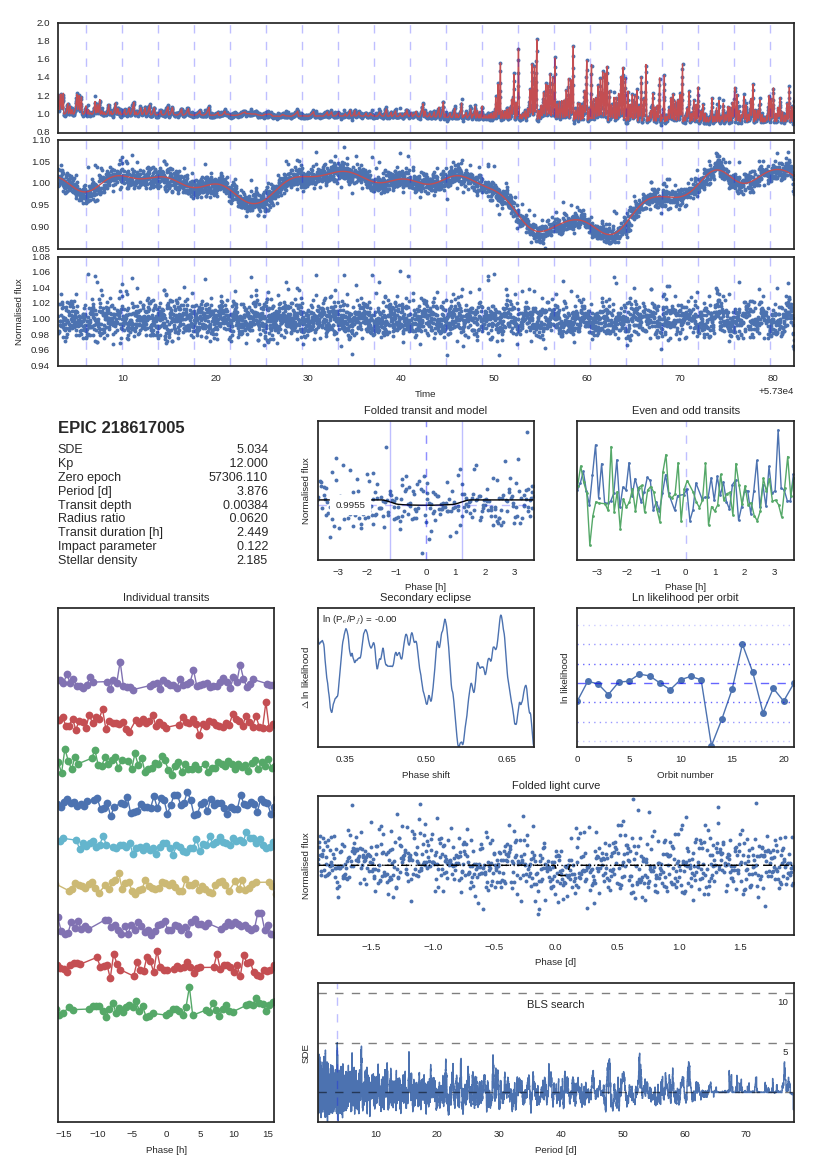 2.0
1.8
1.6
1.4
1.2
1.0
0.8
1.10
1.05
1.00
0.95
0.90
0.85
1.08
1.06
1.04
1.02
1.00
0.98
0.96
0.94
Normalised flux
10 20 30 40 50 60 70 80
Time
+5.73e4
EPIC 218617005
SDE 5.034
Kp 12.000
Zero epoch 57306.110
Period [d] 3.876
Transit depth 0.00384
Radius ratio 0.0620
Transit duration [h] 2.449
Impact parameter 0.122
Stellar density 2.185
Folded transit and model
Normalised flux
0.9955
−3 −2 −1 0 1 2 3
Phase [h]
Even and odd transits
−3 −2 −1 0 1 2 3
Phase [h]
Individual transits
−15 −10 −5 0 5 10 15
Phase [h]
Secondary eclipse
ln (Pₑ/P𝑓) = -0.00
Δ ln likelihood
0.35 0.50 0.65
Phase shift
Ln likelihood per orbit
ln likelihood
0 5 10 15 20
Orbit number
Folded light curve
Normalised flux
−1.5 −1.0 −0.5 0.0 0.5 1.0 1.5
Phase [d]
BLS search
10
5
SDE
10 20 30 40 50 60 70
Period [d]